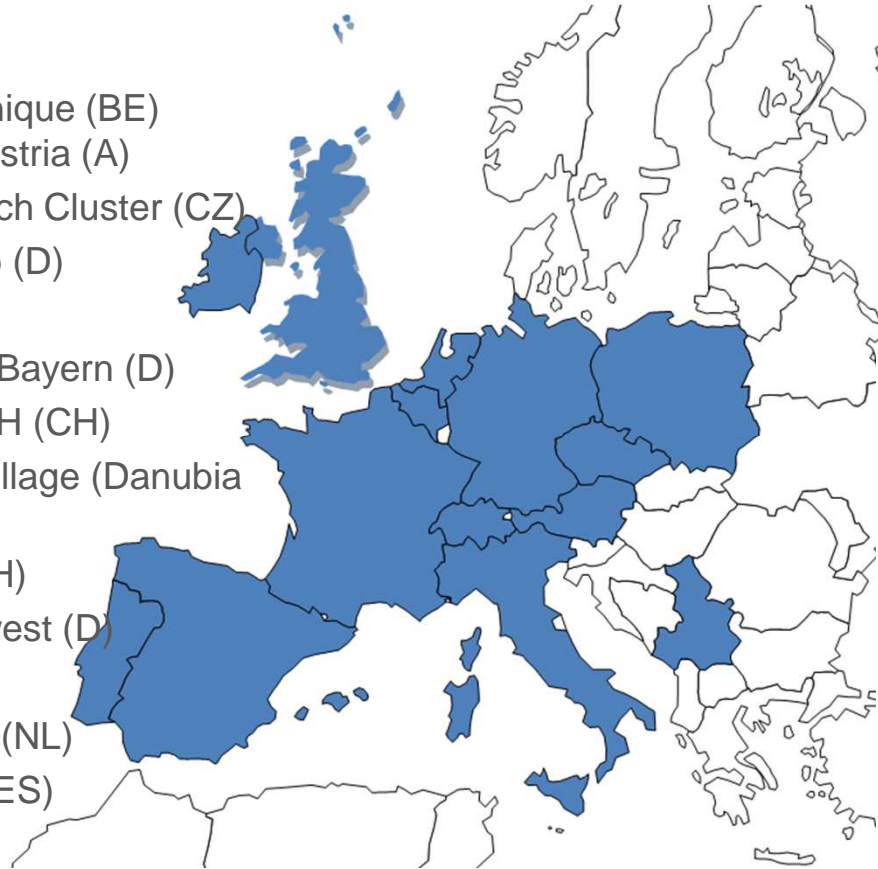 nique (BE)
stria (A)
ch Cluster (CZ)
(D)
Bayern (D)
H (CH)
llage (Danubia
H)
vest (D)
(NL)
ES)